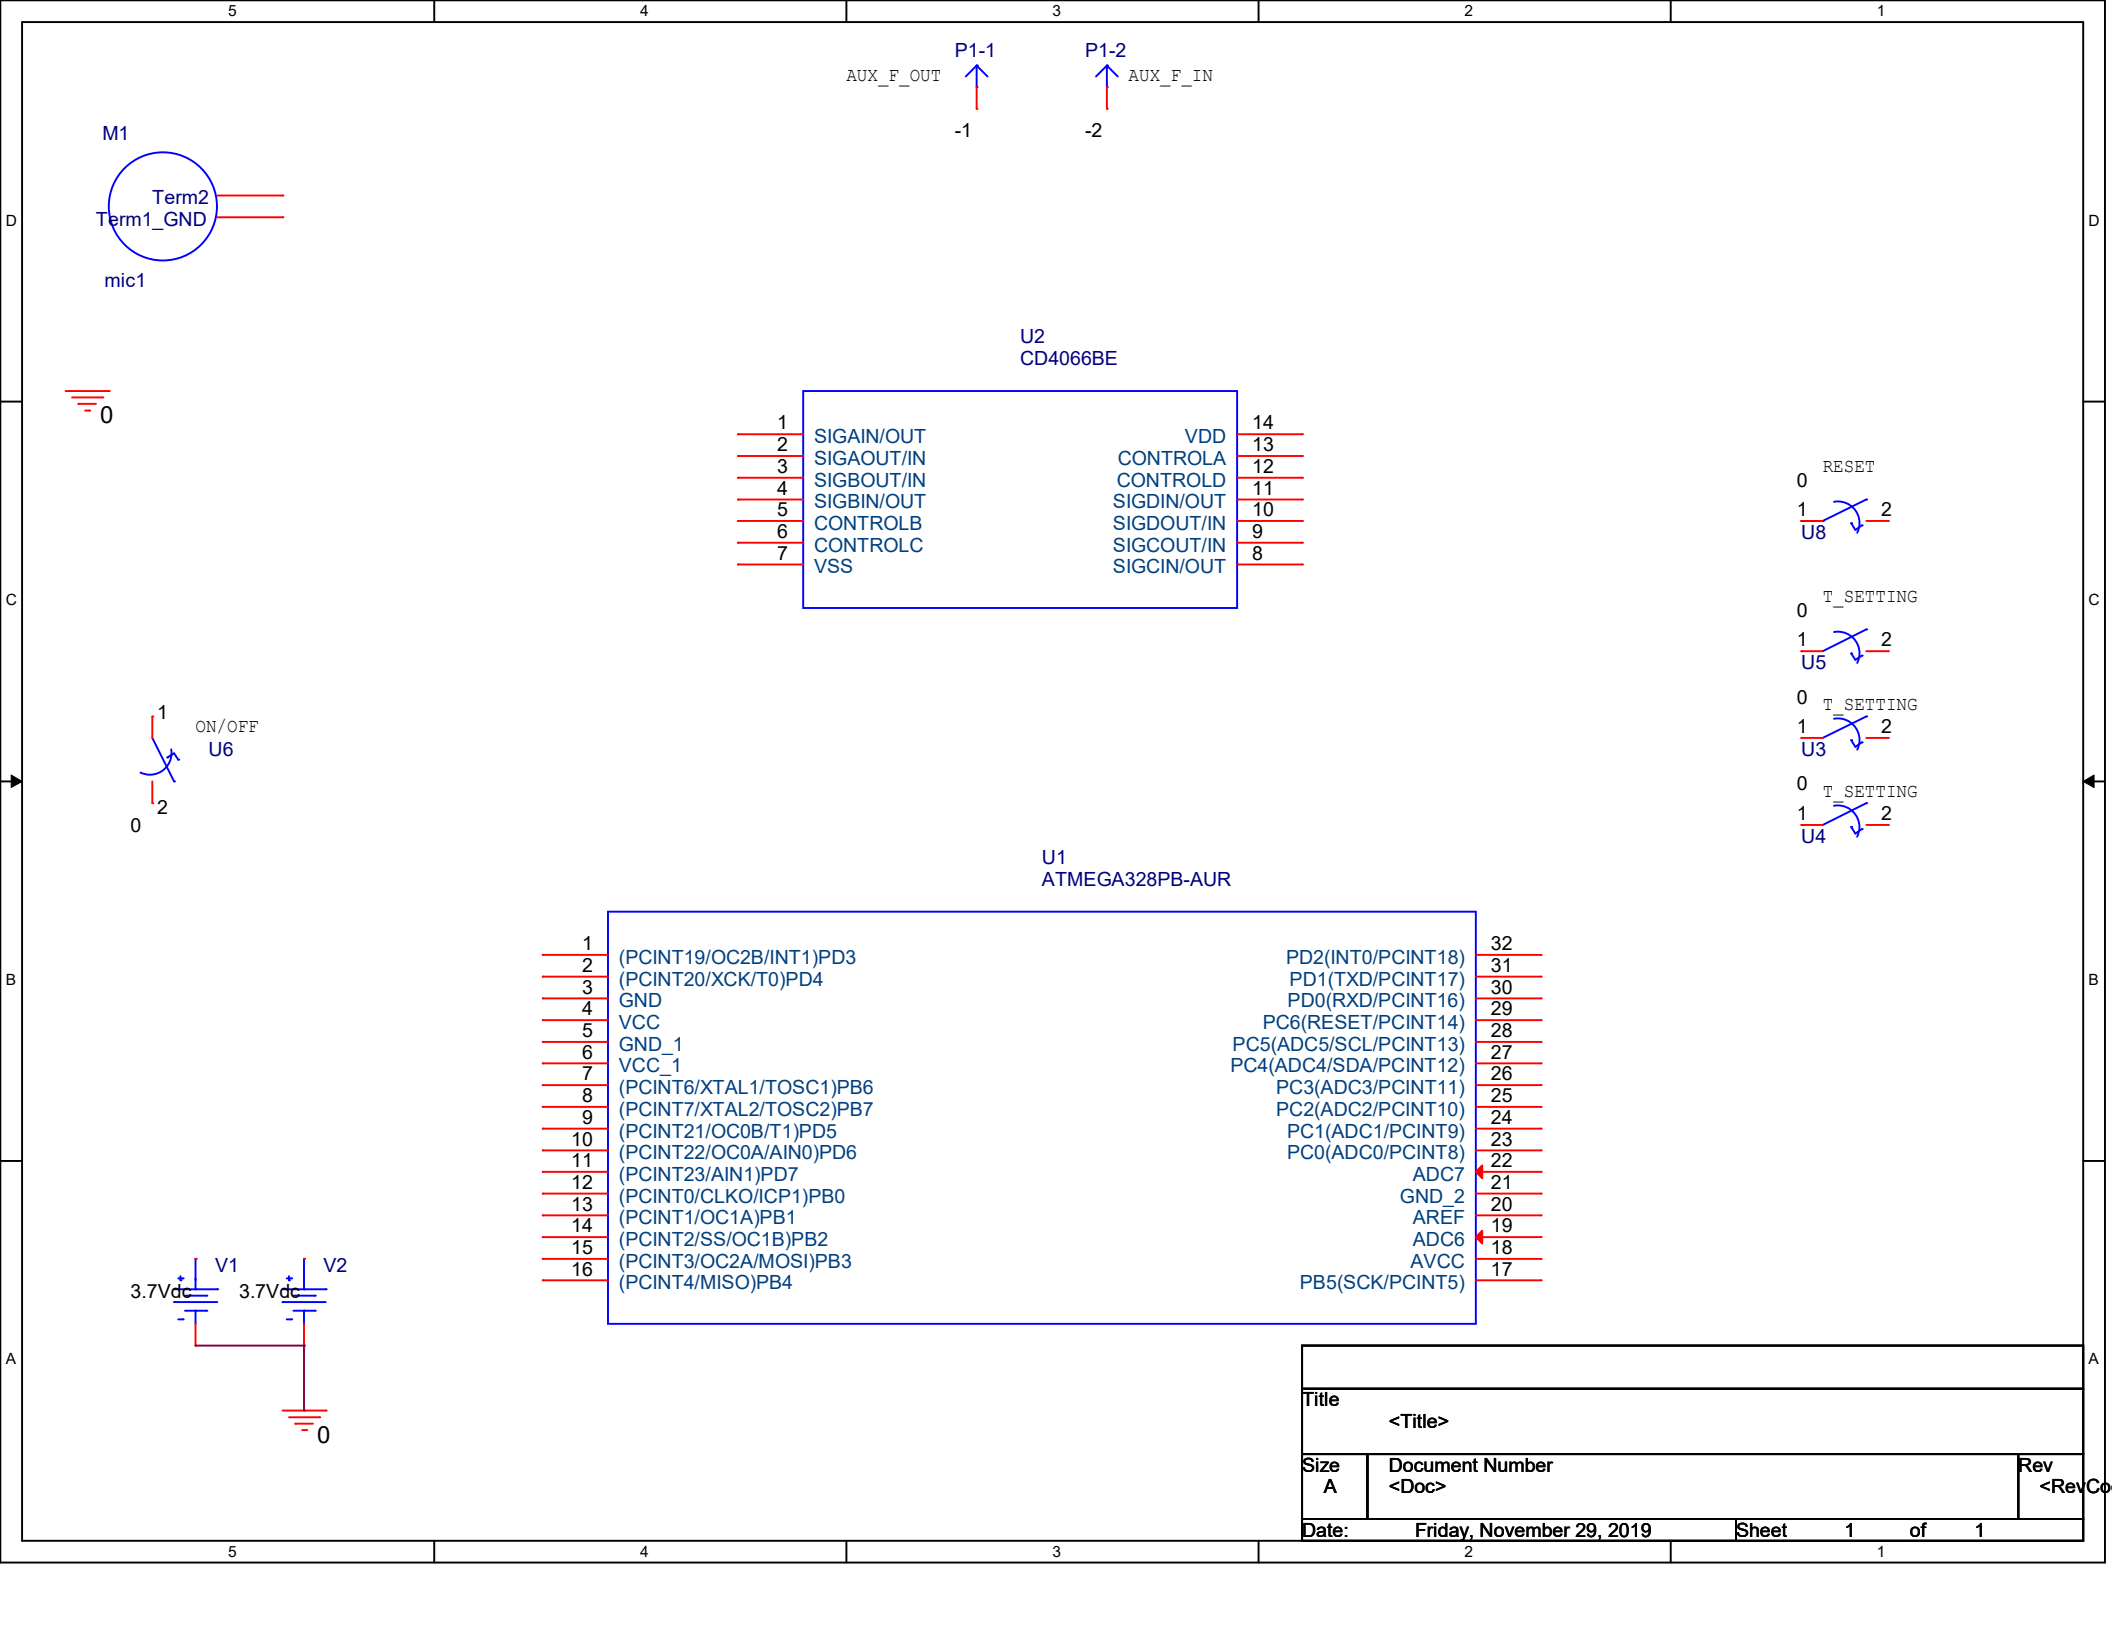 5 4 3 2 1
P1-1 P1-2
AUX_F_OUT AUX_F_IN
-1 -2
M1
Term2
Term1_GND
mic1
D D
U2
CD4066BE
0
1 SIGAIN/OUT VDD 14
2 SIGAOUT/IN CONTROLA 13
3 SIGBOUT/IN CONTROLD 12
4 SIGBIN/OUT SIGDIN/OUT 11
5 CONTROLB SIGDOUT/IN 10
6 CONTROLC SIGCOUT/IN 9
7 VSS SIGCIN/OUT 8
RESET
0
1 2
U8
C C
T_SETTING
0
1 2
U5
T_SETTING
0
1 2
U3
T_SETTING
0
1 2
U4
1
ON/OFF
U6
2
0
U1
ATMEGA328PB-AUR
1 (PCINT19/OC2B/INT1)PD3 PD2(INT0/PCINT18) 32
2 (PCINT20/XCK/T0)PD4 PD1(TXD/PCINT17) 31
3 GND PD0(RXD/PCINT16) 30
4 VCC PC6(RESET/PCINT14) 29
5 GND_1 PC5(ADC5/SCL/PCINT13) 28
6 VCC_1 PC4(ADC4/SDA/PCINT12) 27
7 (PCINT6/XTAL1/TOSC1)PB6 PC3(ADC3/PCINT11) 26
8 (PCINT7/XTAL2/TOSC2)PB7 PC2(ADC2/PCINT10) 25
9 (PCINT21/OC0B/T1)PD5 PC1(ADC1/PCINT9) 24
10 (PCINT22/OC0A/AIN0)PD6 PC0(ADC0/PCINT8) 23
11 (PCINT23/AIN1)PD7 ADC7 22
12 (PCINT0/CLKO/ICP1)PB0 GND_2 21
13 (PCINT1/OC1A)PB1 AREF 20
14 (PCINT2/SS/OC1B)PB2 ADC6 19
15 (PCINT3/OC2A/MOSI)PB3 AVCC 18
16 (PCINT4/MISO)PB4 PB5(SCK/PCINT5) 17
B B
V1 V2
3.7Vdc 3.7Vdc
0
A A
Title
<Title>
Size Document Number Rev
A <Doc> <RevCo
Date: Friday, November 29, 2019 Sheet 1 of 1
5 4 3 2 1